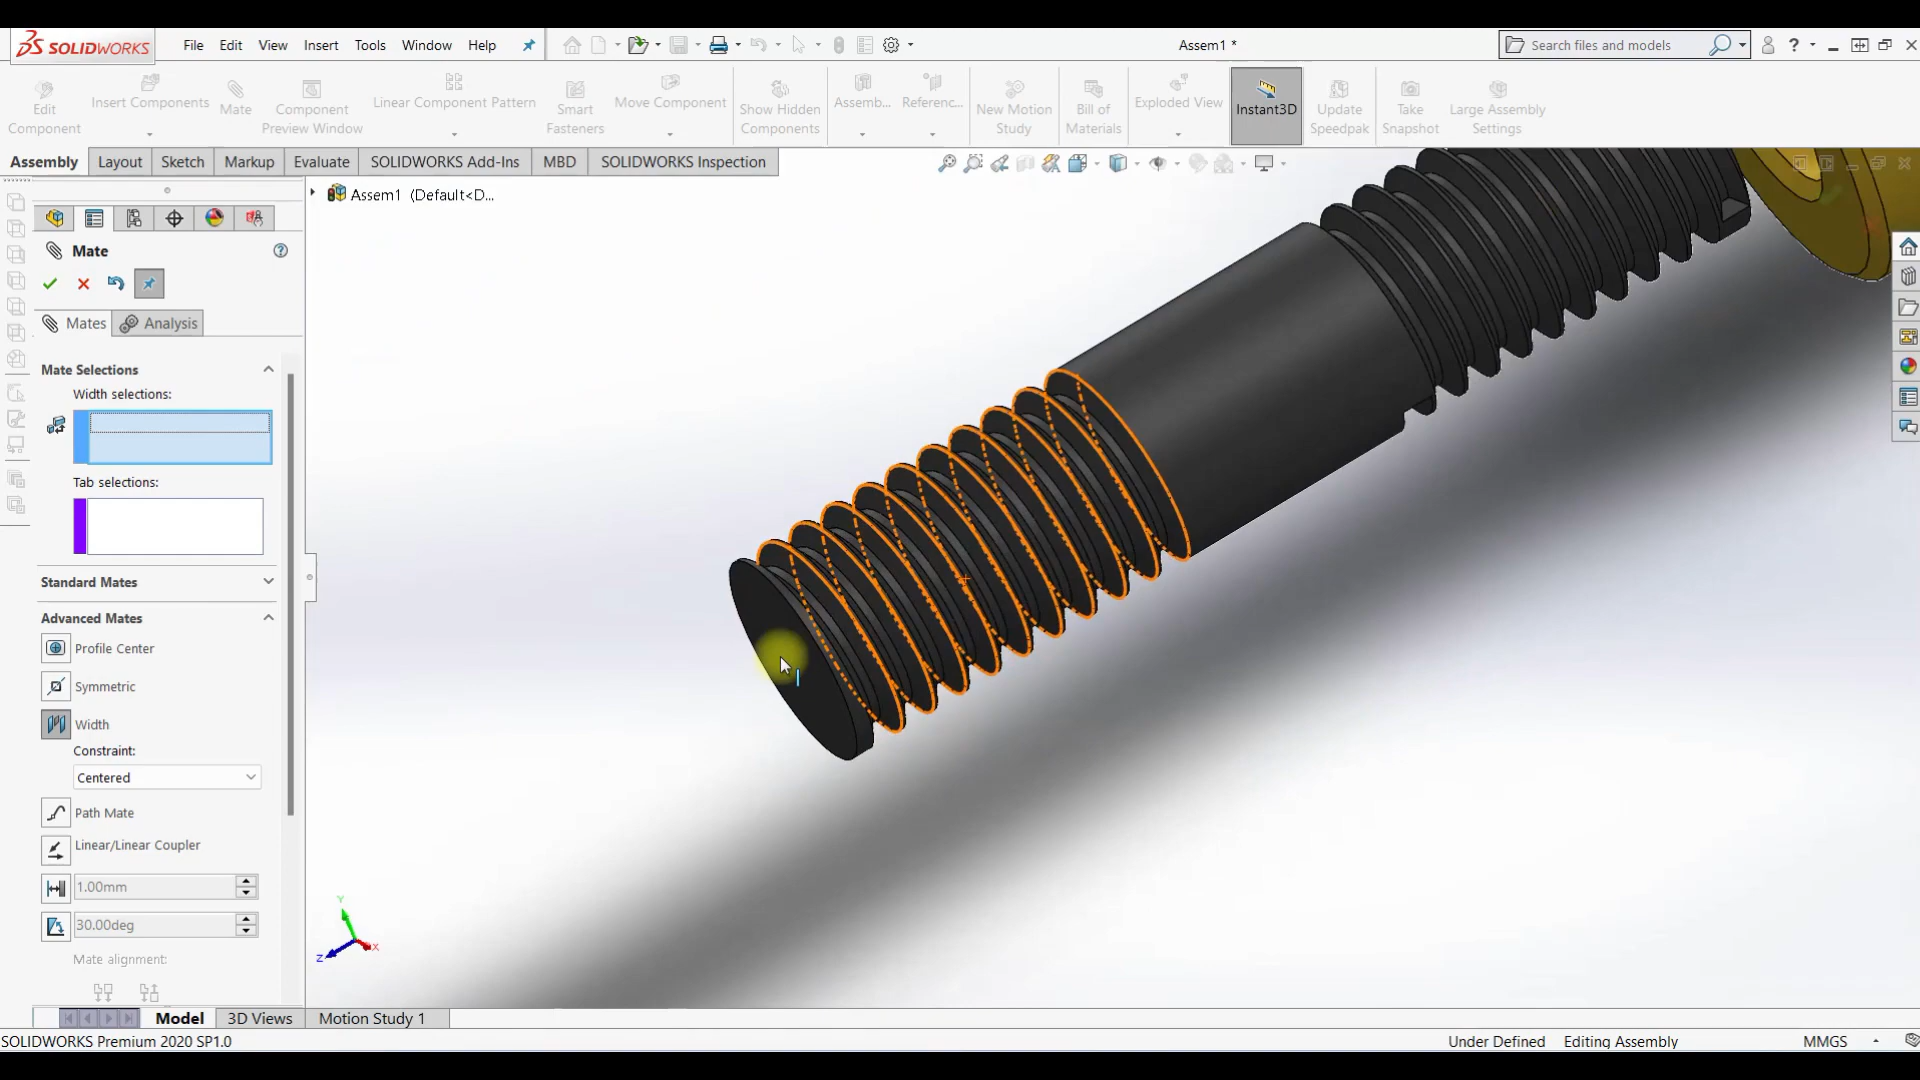 SOLIDWORKS File Edit View Insert Tools Window Help Assem1 * Search files and models ?
Edit Component Insert Components Mate Component Preview Window Linear Component Pattern Smart Fasteners Move Component Show Hidden Components Assemb... Referenc... New Motion Study Bill of Materials Exploded View Instant3D Update Speedpak Take Snapshot Large Assembly Settings
Assembly Layout Sketch Markup Evaluate SOLIDWORKS Add-Ins MBD SOLIDWORKS Inspection
Assem1 (Default<D...
Mate
Mates Analysis
Mate Selections
Width selections:
Tab selections:
Standard Mates
Advanced Mates
Profile Center
Symmetric
Width
Constraint:
Centered
Path Mate
Linear/Linear Coupler
1.00mm
30.00deg
Mate alignment:
Y
X
Z
Model 3D Views Motion Study 1
SOLIDWORKS Premium 2020 SP1.0 Under Defined Editing Assembly MMGS